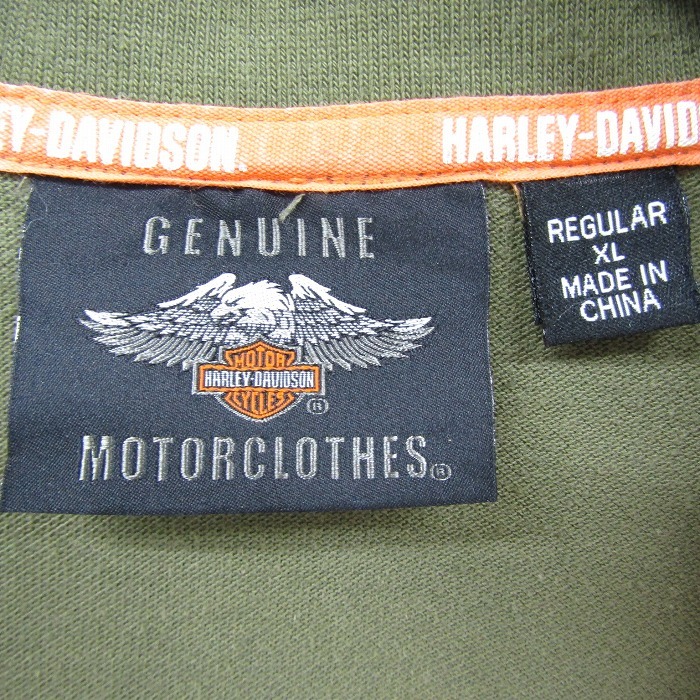 Y-DAVIDSON. HARLEY-DAVID
GENUINE
MOTOR
HARLEY-DAVIDSON
CYCLES
®
MOTORCLOTHES®
REGULAR
XL
MADE IN
CHINA